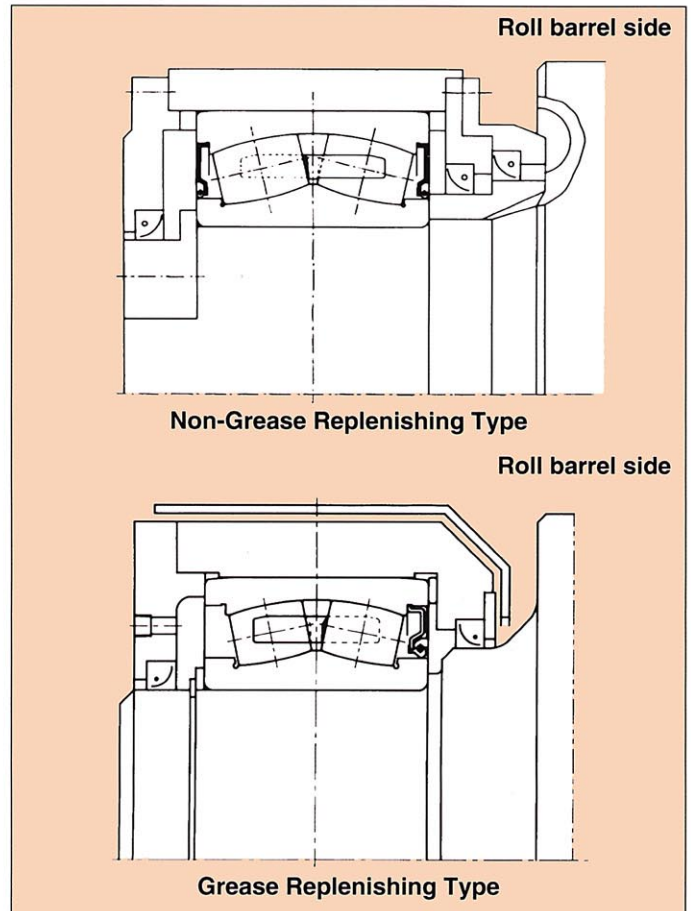 Roll barrel side
Non-Grease Replenishing Type
Roll barrel side
Grease Replenishing Type